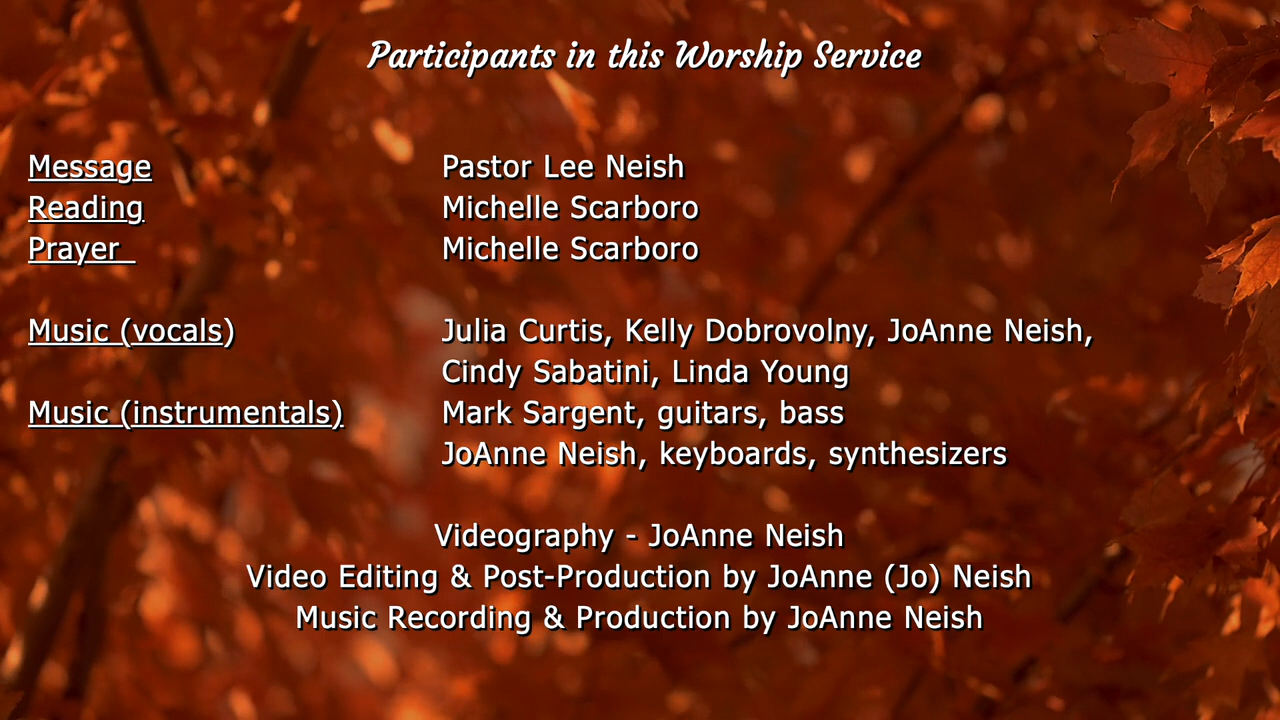 Participants in this Worship Service
Message Pastor Lee Neish
Reading Michelle Scarboro
Prayer Michelle Scarboro
Music (vocals) Julia Curtis, Kelly Dobrovolny, JoAnne Neish,
Cindy Sabatini, Linda Young
Music (instrumentals) Mark Sargent, guitars, bass
JoAnne Neish, keyboards, synthesizers
Videography - JoAnne Neish
Video Editing & Post-Production by JoAnne (Jo) Neish
Music Recording & Production by JoAnne Neish